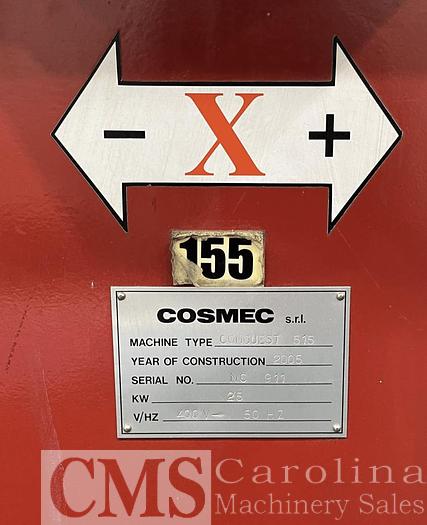 - X +
155
COSMEC s.r.l.
MACHINE TYPE CONQUEST 515
YEAR OF CONSTRUCTION 2005
SERIAL NO. NC 911
KW 25
V/HZ 400V- 50 HZ
CMS Carolina
Machinery Sales